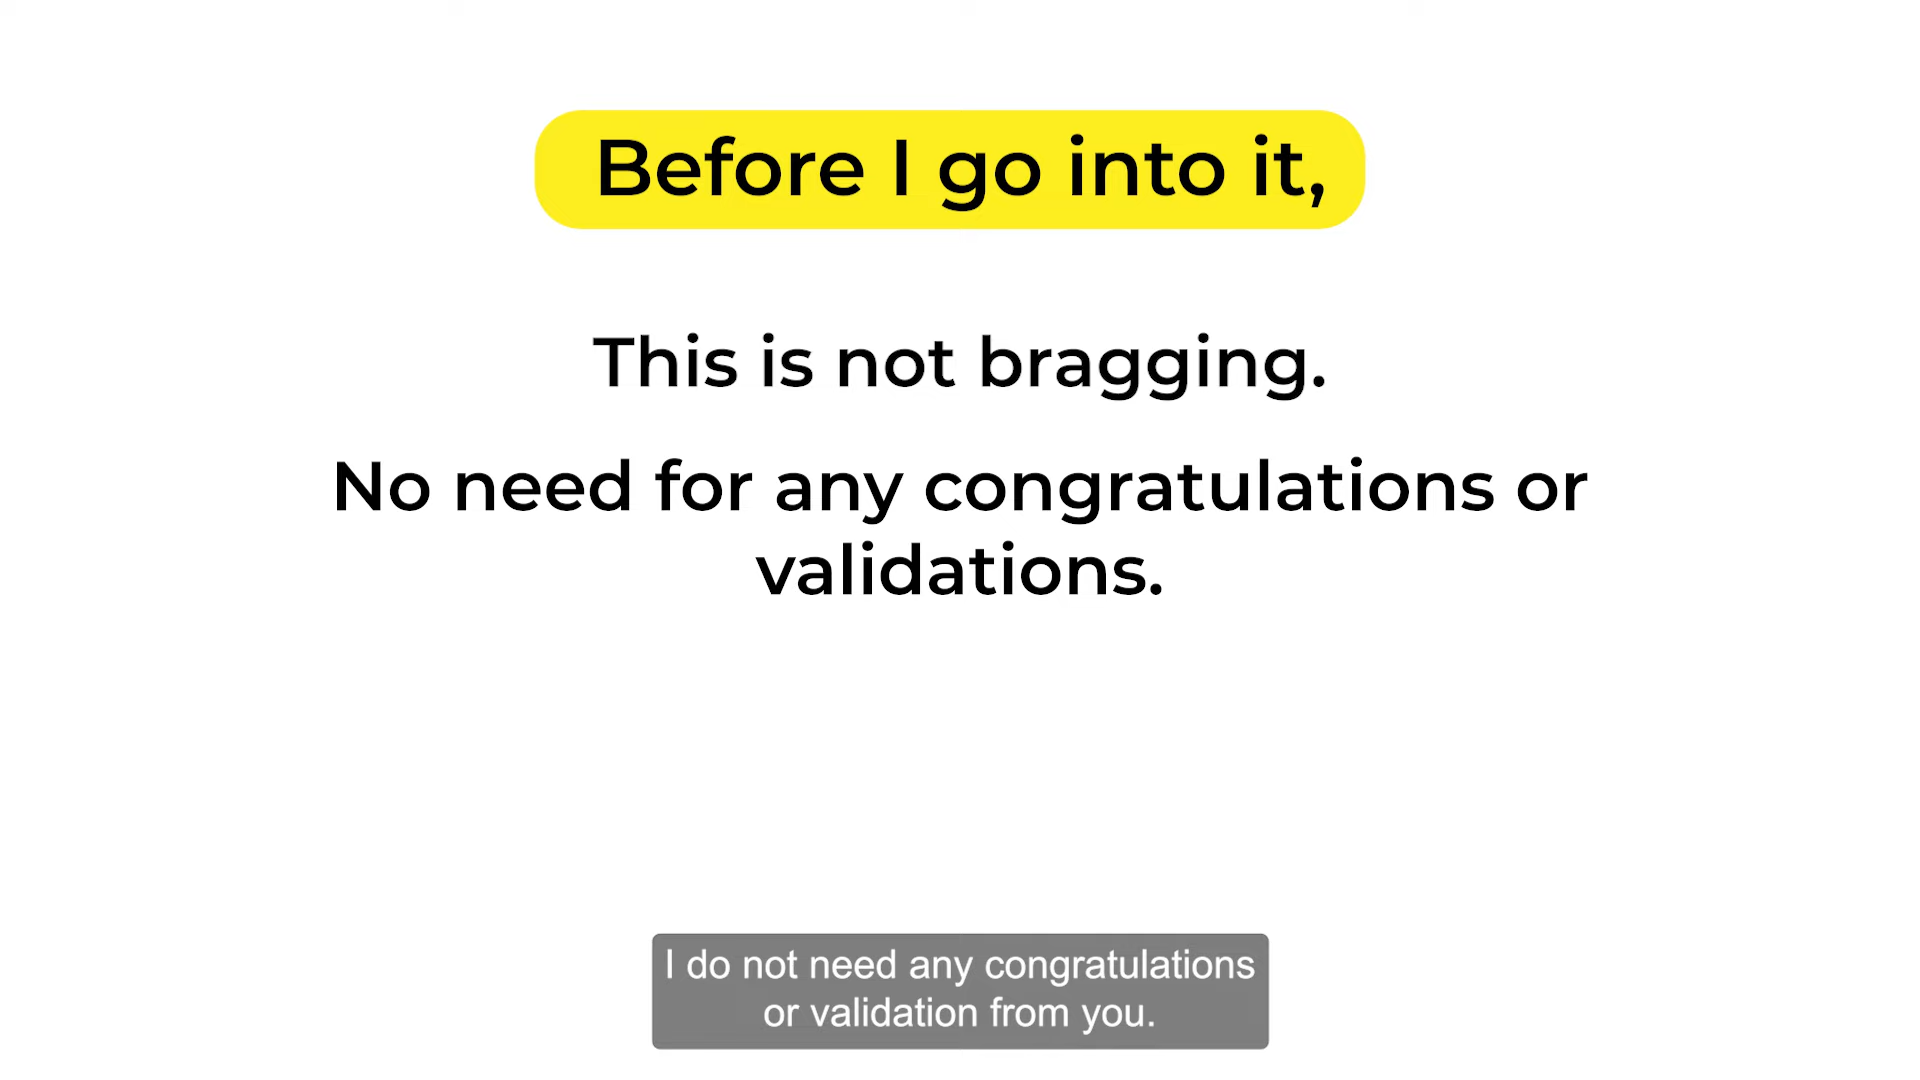 Before I go into it,
This is not bragging.
No need for any congratulations or
validations.
I do not need any congratulations
or validation from you.